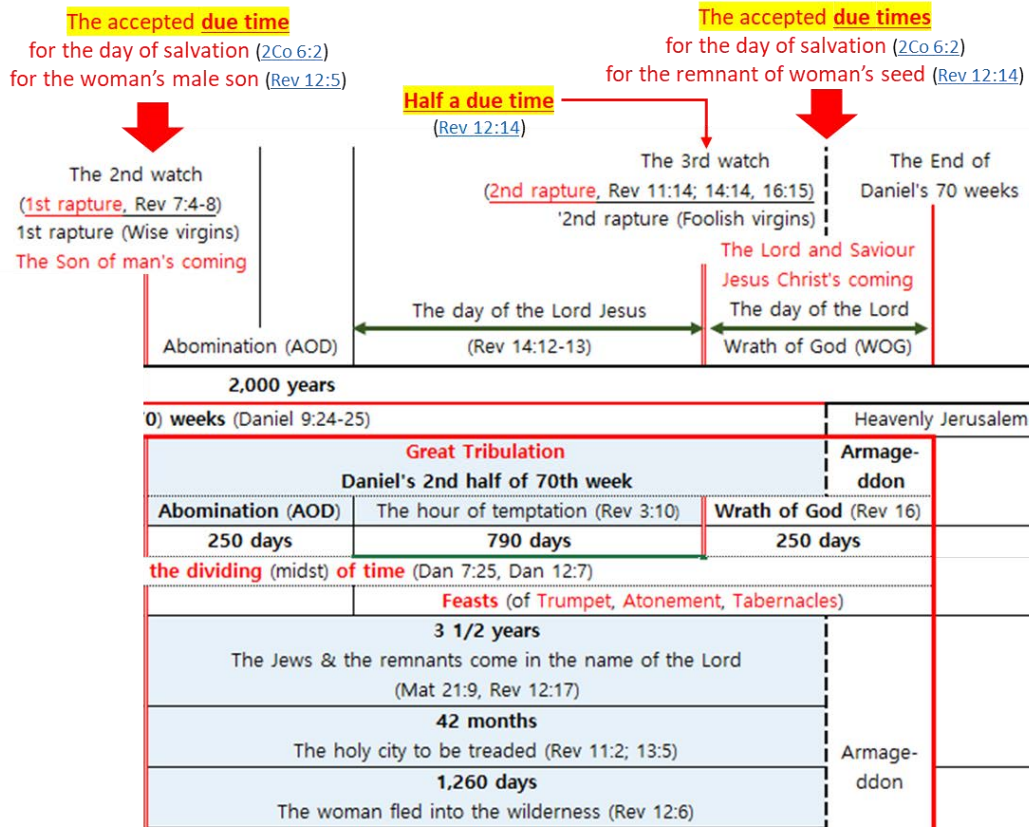 The accepted due time
for the day of salvation (2Co 6:2)
for the woman's male son (Rev 12:5)
The accepted due times
for the day of salvation (2Co 6:2)
for the remnant of woman's seed (Rev 12:14)
Half a due time
(Rev 12:14)
The 2nd watch
(1st rapture, Rev 7:4-8)
1st rapture (Wise virgins)
The Son of man's coming
The 3rd watch
(2nd rapture, Rev 11:14; 14:14, 16:15)
'2nd rapture (Foolish virgins)
The End of
Daniel's 70 weeks
The Lord and Saviour
Jesus Christ's coming
The day of the Lord
Wrath of God (WOG)
The day of the Lord Jesus
(Rev 14:12-13)
Abomination (AOD)
2,000 years
0) weeks (Daniel 9:24-25)
Heavenly Jerusalem
Great Tribulation
Daniel's 2nd half of 70th week
Armage-
ddon
Abomination (AOD)
The hour of temptation (Rev 3:10)
Wrath of God (Rev 16)
250 days
790 days
250 days
the dividing (midst) of time (Dan 7:25, Dan 12:7)
Feasts (of Trumpet, Atonement, Tabernacles)
3 1/2 years
The Jews & the remnants come in the name of the Lord
(Mat 21:9, Rev 12:17)
42 months
The holy city to be treaded (Rev 11:2; 13:5)
1,260 days
The woman fled into the wilderness (Rev 12:6)
Armage-
ddon